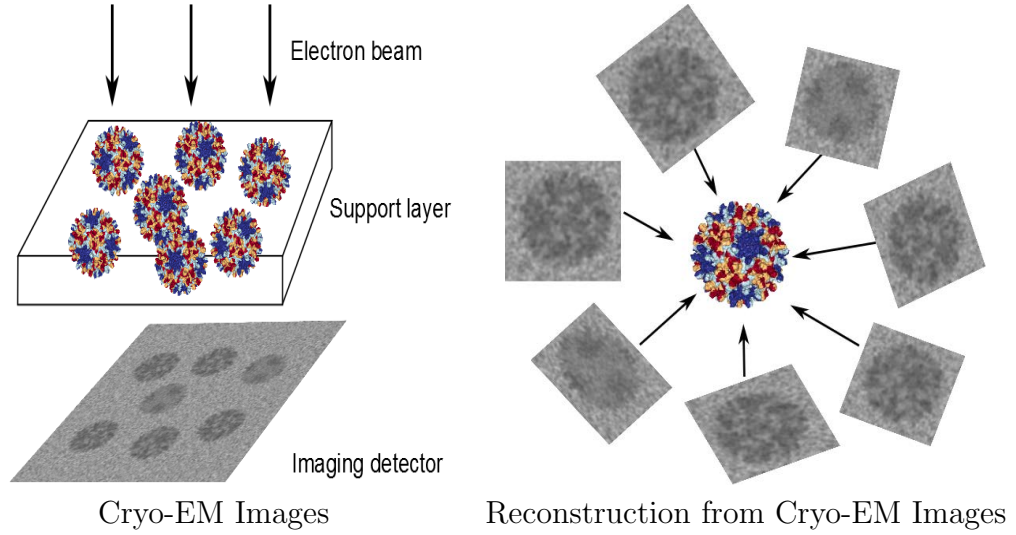 Electron beam
Support layer
Imaging detector
Cryo-EM Images
Reconstruction from Cryo-EM Images